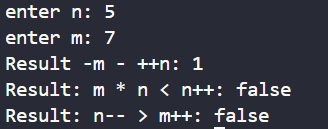 enter n: 5
enter m: 7
Result -m - ++n: 1
Result: m * n < n++: false
Result: n-- > m++: false